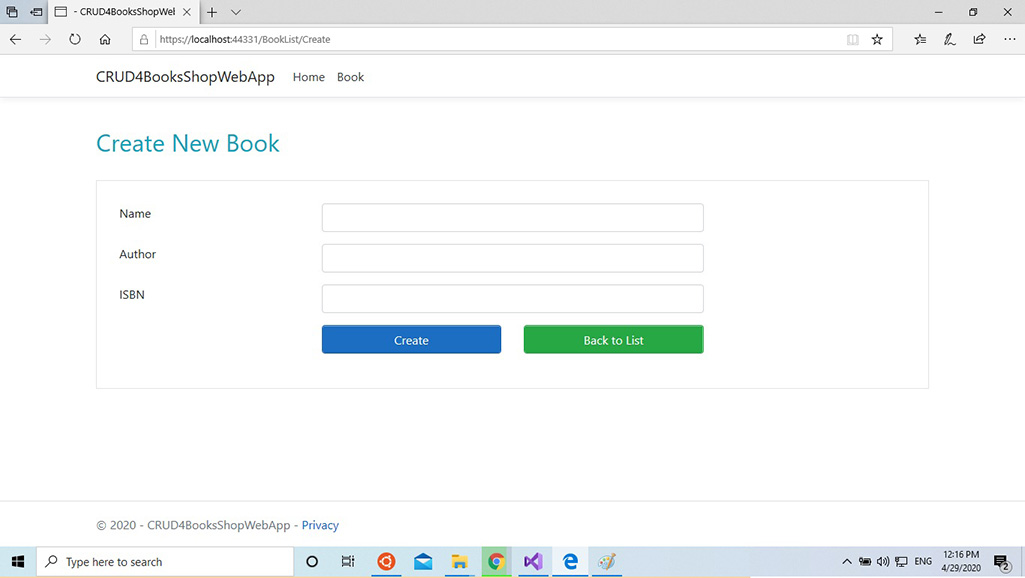 - CRUD4BooksShopWel
https://localhost:44331/BookList/Create
CRUD4BooksShopWebApp Home Book
Create New Book
Name
Author
ISBN
Create Back to List
© 2020 - CRUD4BooksShopWebApp - Privacy
Type here to search
ENG
12:16 PM
4/29/2020
2